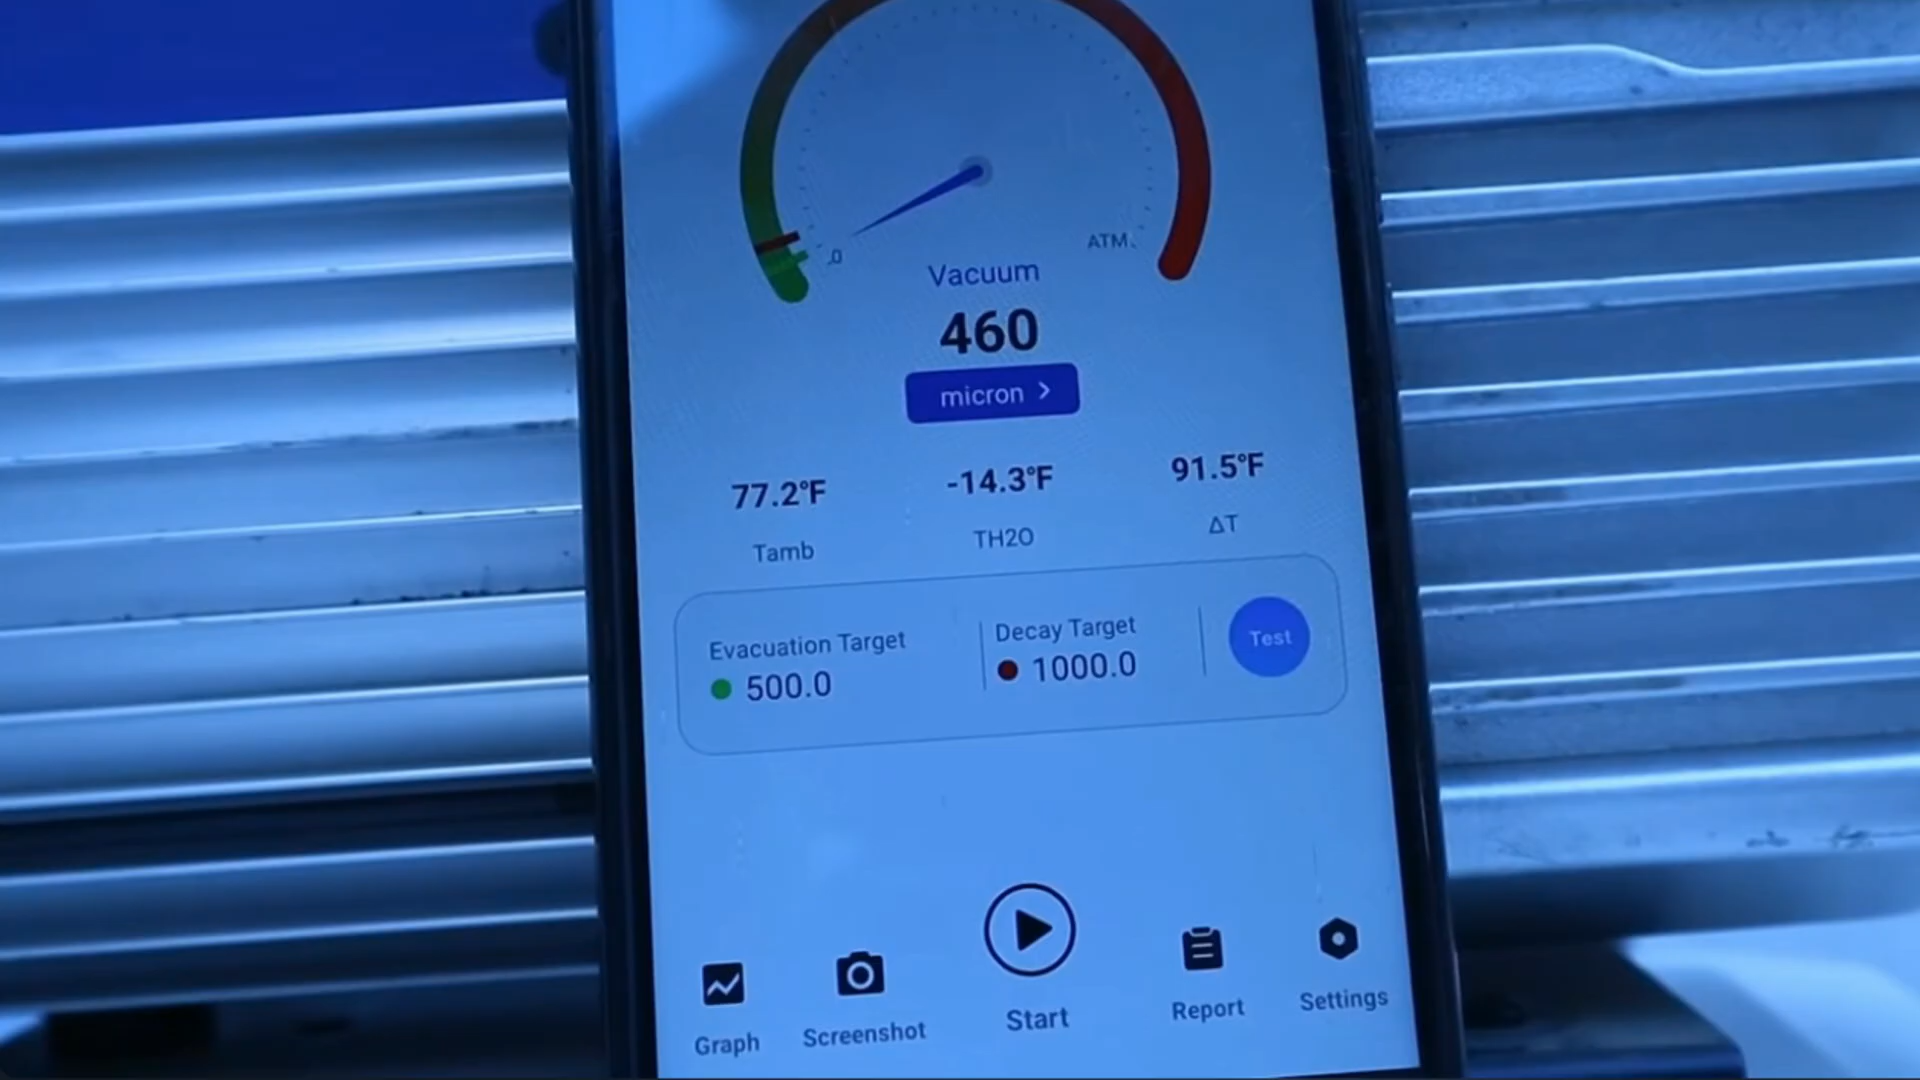 0
ATM
Vacuum
460
micron >
77.2°F
-14.3°F
91.5°F
Tamb
TH2O
ΔT
Evacuation Target
500.0
Decay Target
1000.0
Test
Graph
Screenshot
Start
Report
Settings